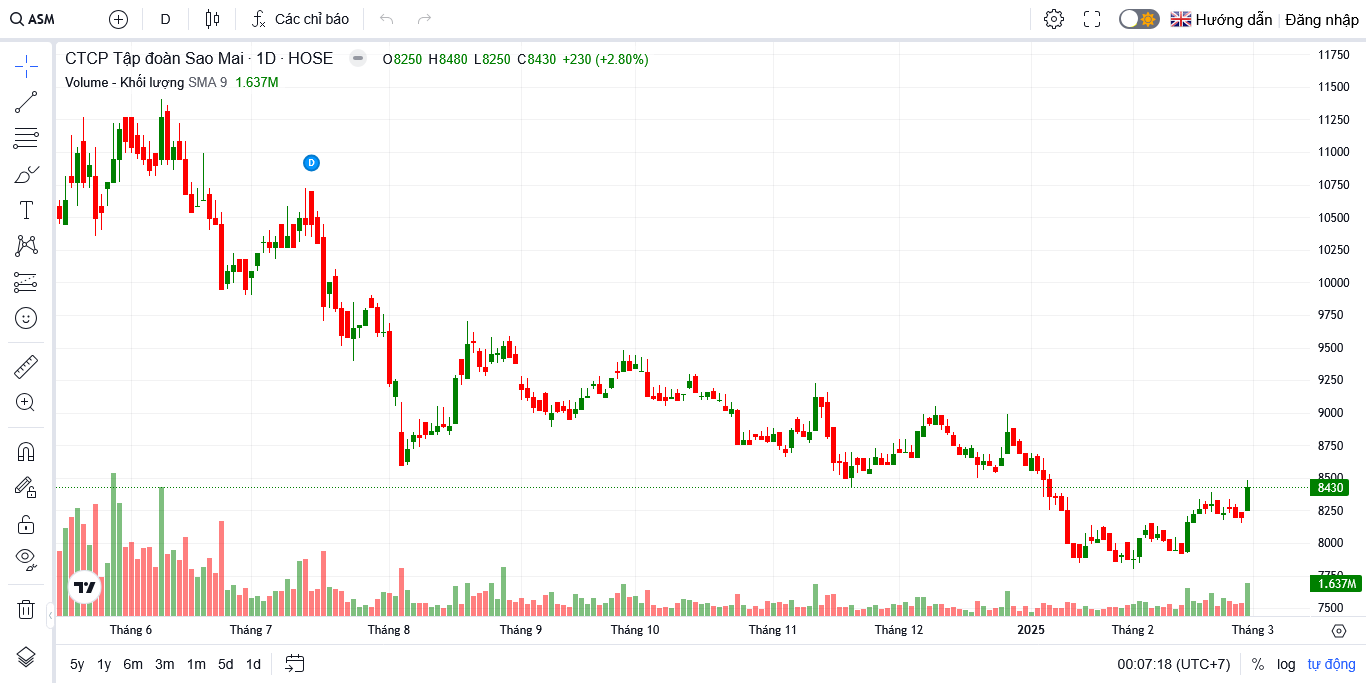 ASM D Các chỉ báo Hướng dẫn Đăng nhập
CTCP Tập đoàn Sao Mai · 1D · HOSE O8250 H8480 L8250 C8430 +230 (+2.80%)
Volume - Khối lượng SMA 9 1.637M
D
11750
11500
11250
11000
10750
10500
10250
10000
9750
9500
9250
9000
8750
8500
8430
8250
8000
7750
1.637M
7500
Tháng 6 Tháng 7 Tháng 8 Tháng 9 Tháng 10 Tháng 11 Tháng 12 2025 Tháng 2 Tháng 3
5y 1y 6m 3m 1m 5d 1d 00:07:18 (UTC+7) % log tự động